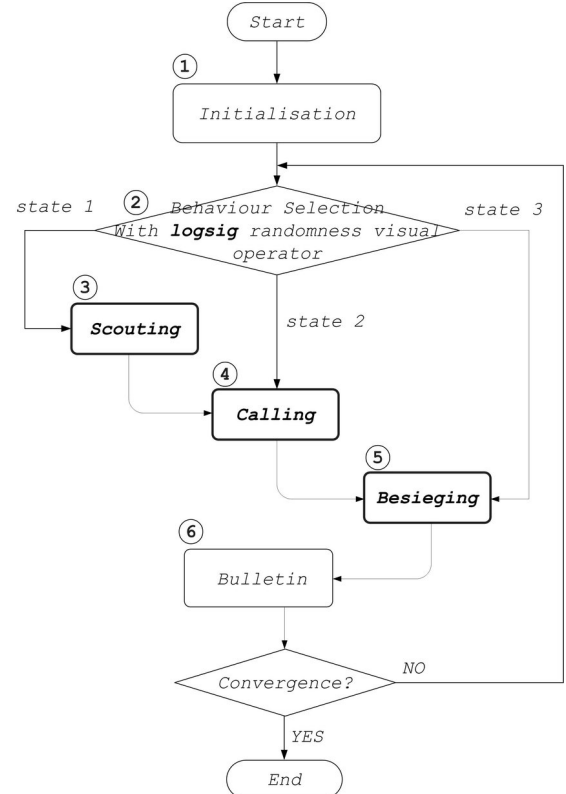 Start
1
Initialisation
state 1
2
Behaviour Selection
With logsig randomness visual
operator
state 3
3
Scouting
state 2
4
Calling
5
Besieging
6
Bulletin
Convergence?
NO
YES
End